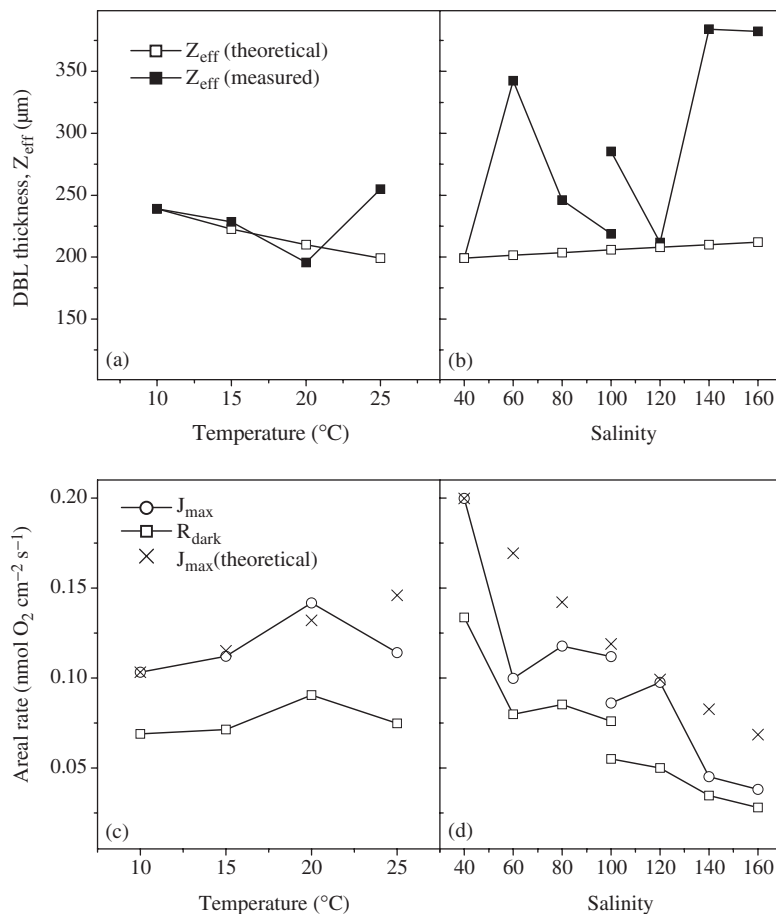 Z_eff (theoretical)
Z_eff (measured)
DBL thickness, Z_eff (µm)
350
300
250
200
150
(a)
(b)
10 15 20 25
40 60 80 100 120 140 160
Temperature (°C)
Salinity
J_max
R_dark
J_max(theoretical)
Areal rate (nmol O₂ cm⁻² s⁻¹)
0.20
0.15
0.10
0.05
(c)
(d)
10 15 20 25
40 60 80 100 120 140 160
Temperature (°C)
Salinity